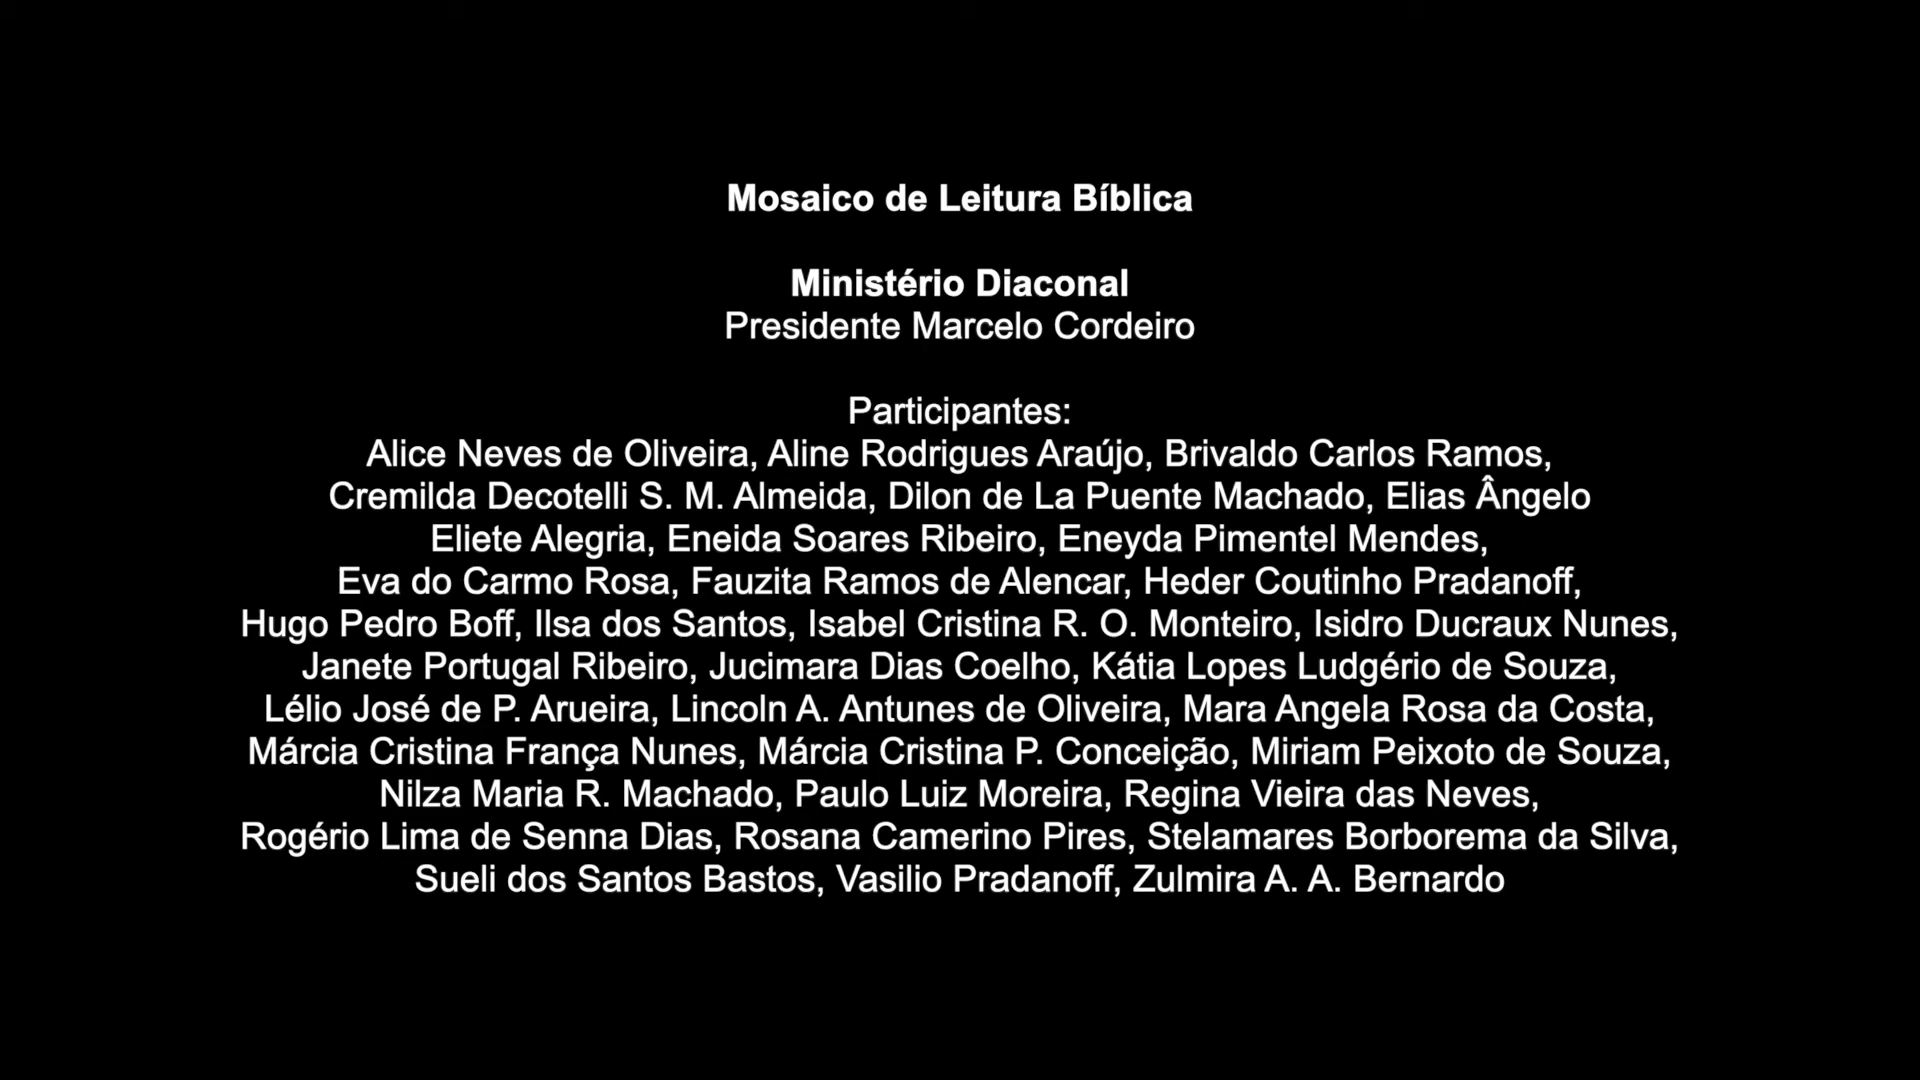 Mosaico de Leitura Bíblica
Ministério Diaconal
Presidente Marcelo Cordeiro
Participantes:
Alice Neves de Oliveira, Aline Rodrigues Araújo, Brivaldo Carlos Ramos,
Cremilda Decotelli S. M. Almeida, Dilon de La Puente Machado, Elias Ângelo
Eliete Alegria, Eneida Soares Ribeiro, Eneyda Pimentel Mendes,
Eva do Carmo Rosa, Fauzita Ramos de Alencar, Heder Coutinho Pradanoff,
Hugo Pedro Boff, Ilsa dos Santos, Isabel Cristina R. O. Monteiro, Isidro Ducraux Nunes,
Janete Portugal Ribeiro, Jucimara Dias Coelho, Kátia Lopes Ludgério de Souza,
Lélio José de P. Arueira, Lincoln A. Antunes de Oliveira, Mara Angela Rosa da Costa,
Márcia Cristina França Nunes, Márcia Cristina P. Conceição, Miriam Peixoto de Souza,
Nilza Maria R. Machado, Paulo Luiz Moreira, Regina Vieira das Neves,
Rogério Lima de Senna Dias, Rosana Camerino Pires, Stelamares Borborema da Silva,
Sueli dos Santos Bastos, Vasilio Pradanoff, Zulmira A. A. Bernardo